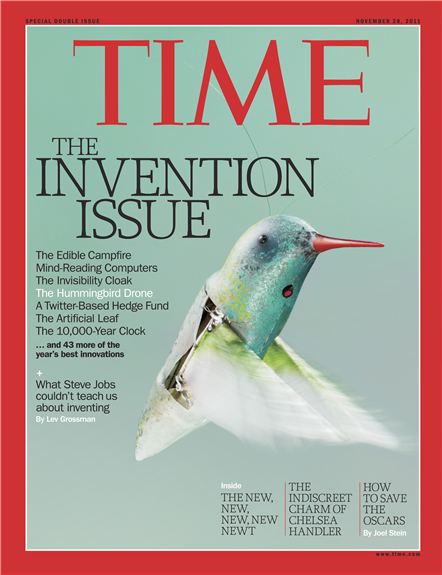 SPECIAL DOUBLE ISSUE
NOVEMBER 28, 2011
TIME
THE
INVENTION
ISSUE
The Edible Campfire
Mind-Reading Computers
The Invisibility Cloak
The Hummingbird Drone
A Twitter-Based Hedge Fund
The Artificial Leaf
The 10,000-Year Clock
... and 43 more of the
year's best innovations
+
What Steve Jobs
couldn't teach us
about inventing
By Lev Grossman
Inside
THE NEW,
NEW,
NEW, NEW
NEWT
THE
INDISCREET
CHARM OF
CHELSEA
HANDLER
HOW
TO SAVE
THE
OSCARS
By Joel Stein
www.time.com